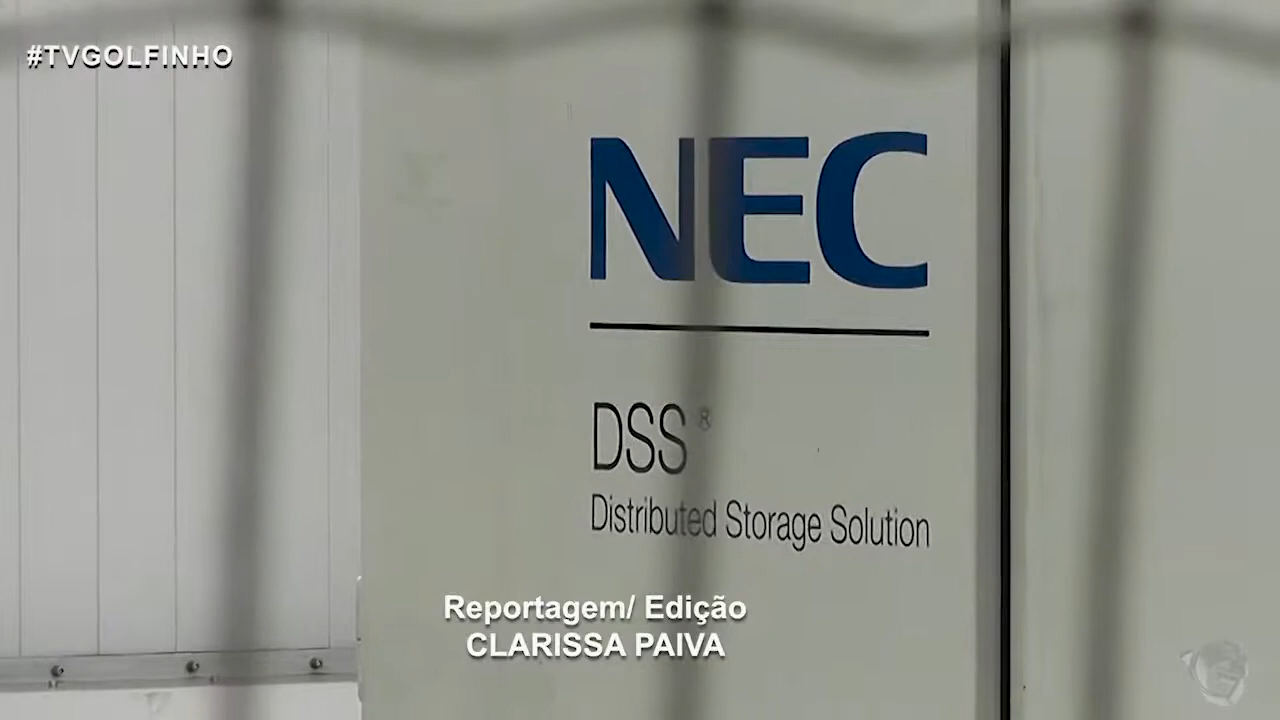 #TVGOLFINHO
NEC
DSS®
Distributed Storage Solution
Reportagem/ Edição
CLARISSA PAIVA